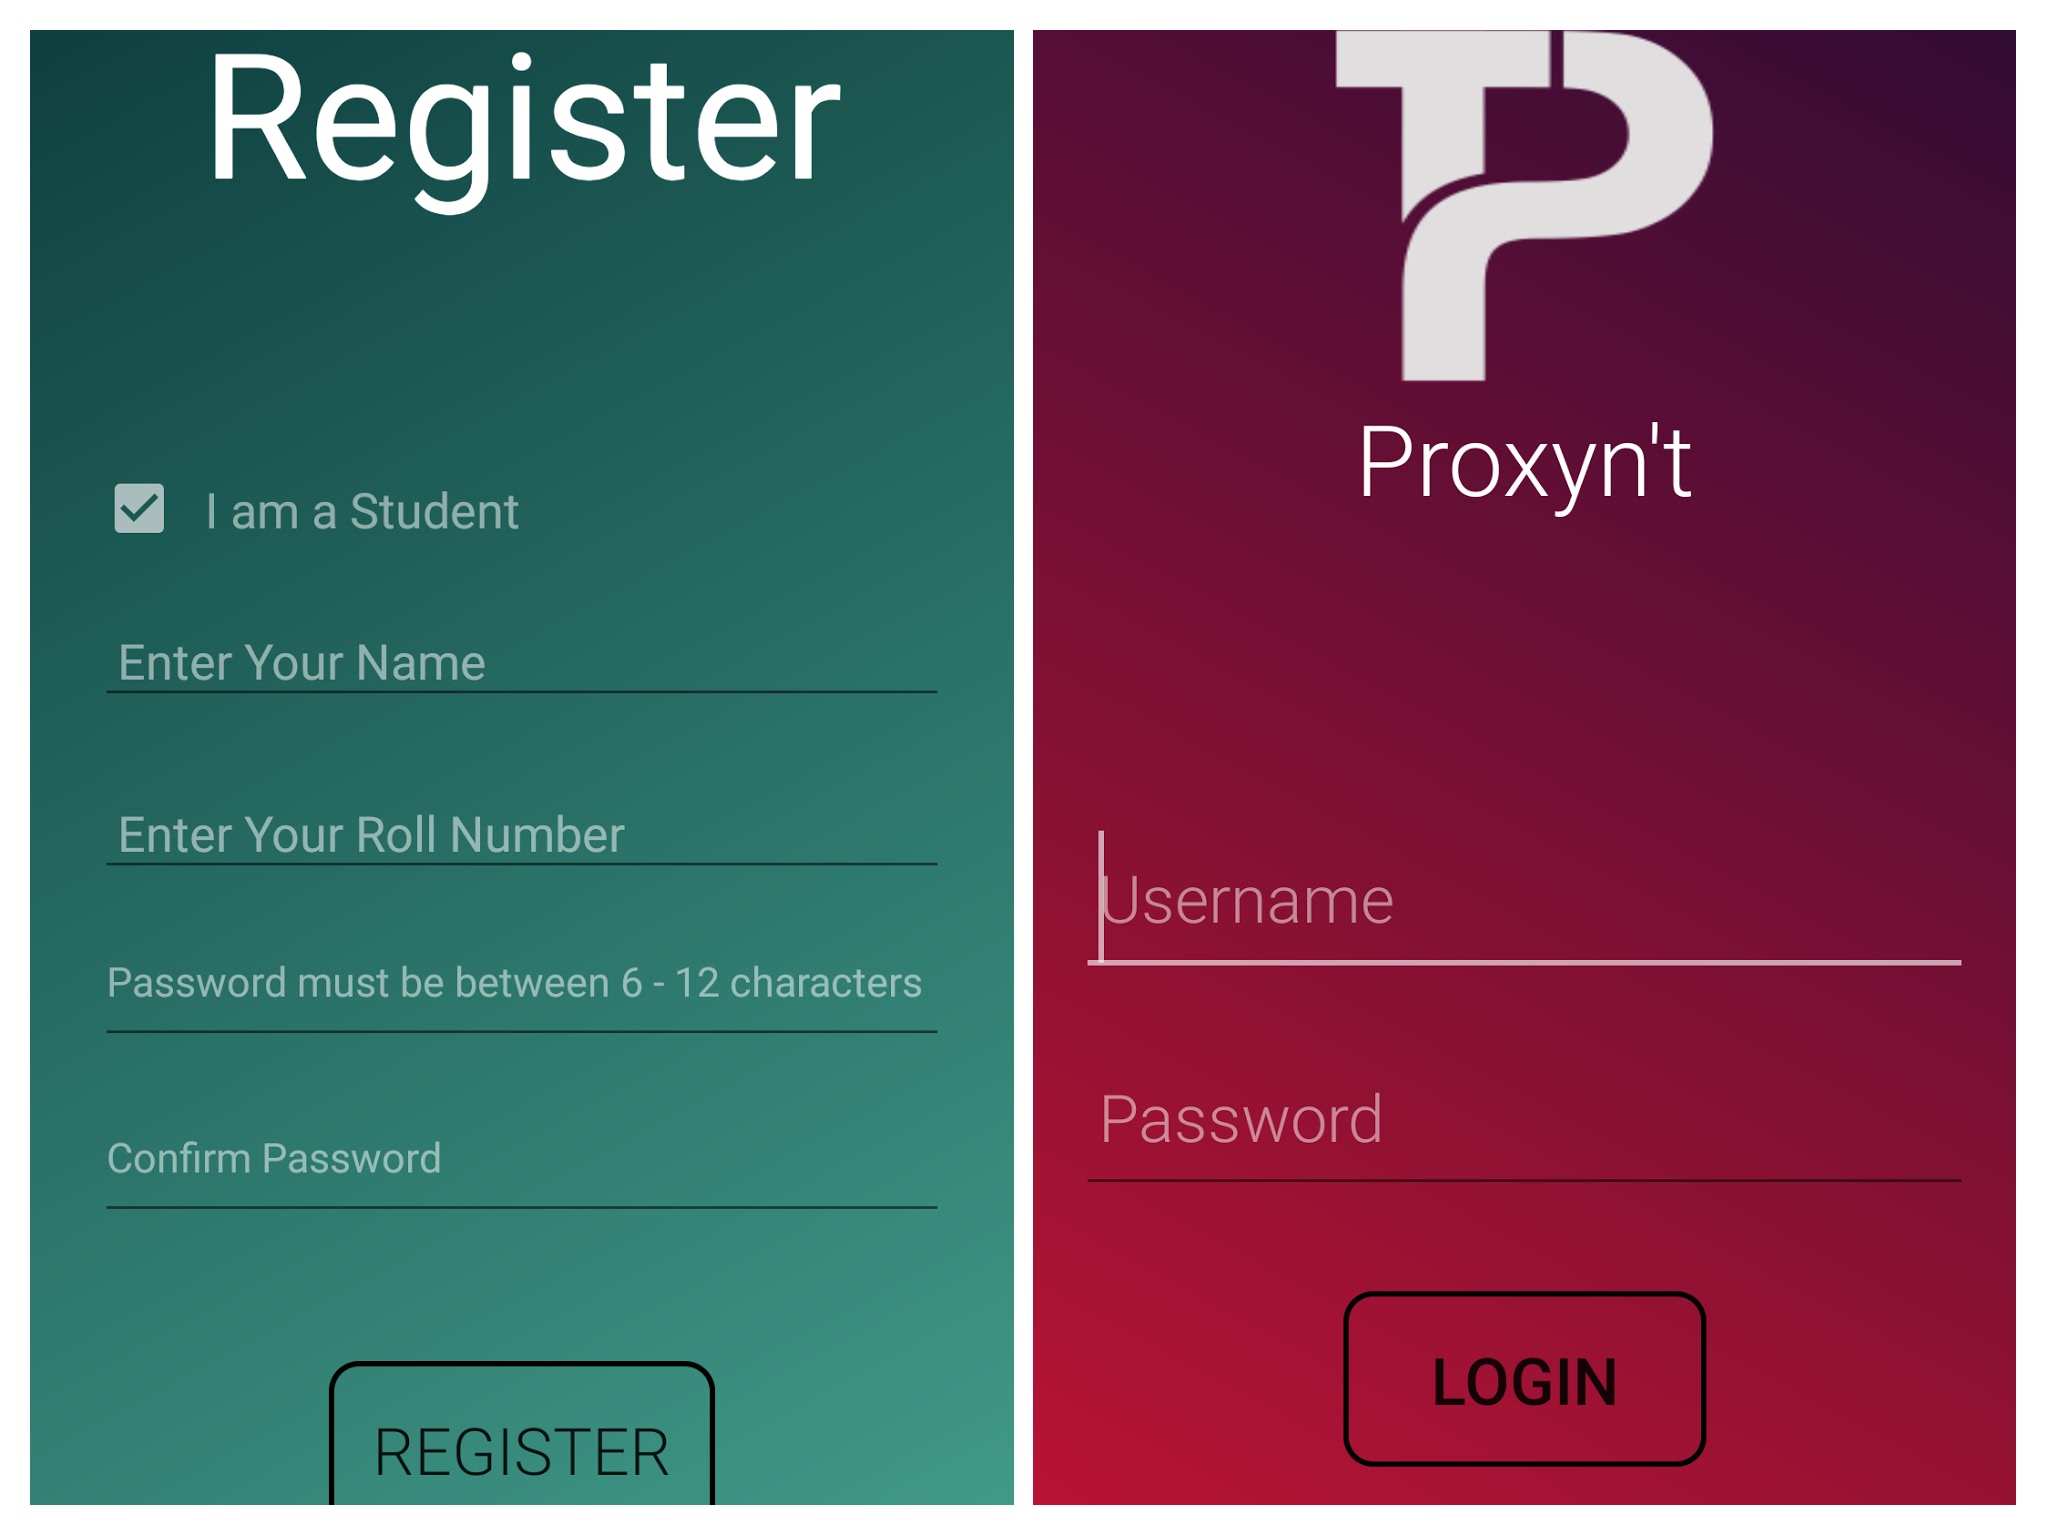 Register
I am a Student
Enter Your Name
Enter Your Roll Number
Password must be between 6 - 12 characters
Confirm Password
REGISTER
TP
Proxyn't
Username
Password
LOGIN